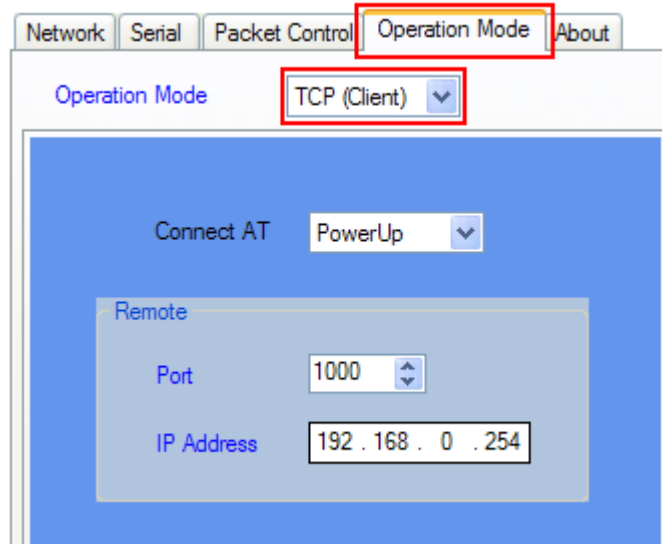 Network Serial Packet Control Operation Mode About
Operation Mode TCP (Client)
Connect AT PowerUp
Remote
Port 1000
IP Address 192 . 168 . 0 . 254